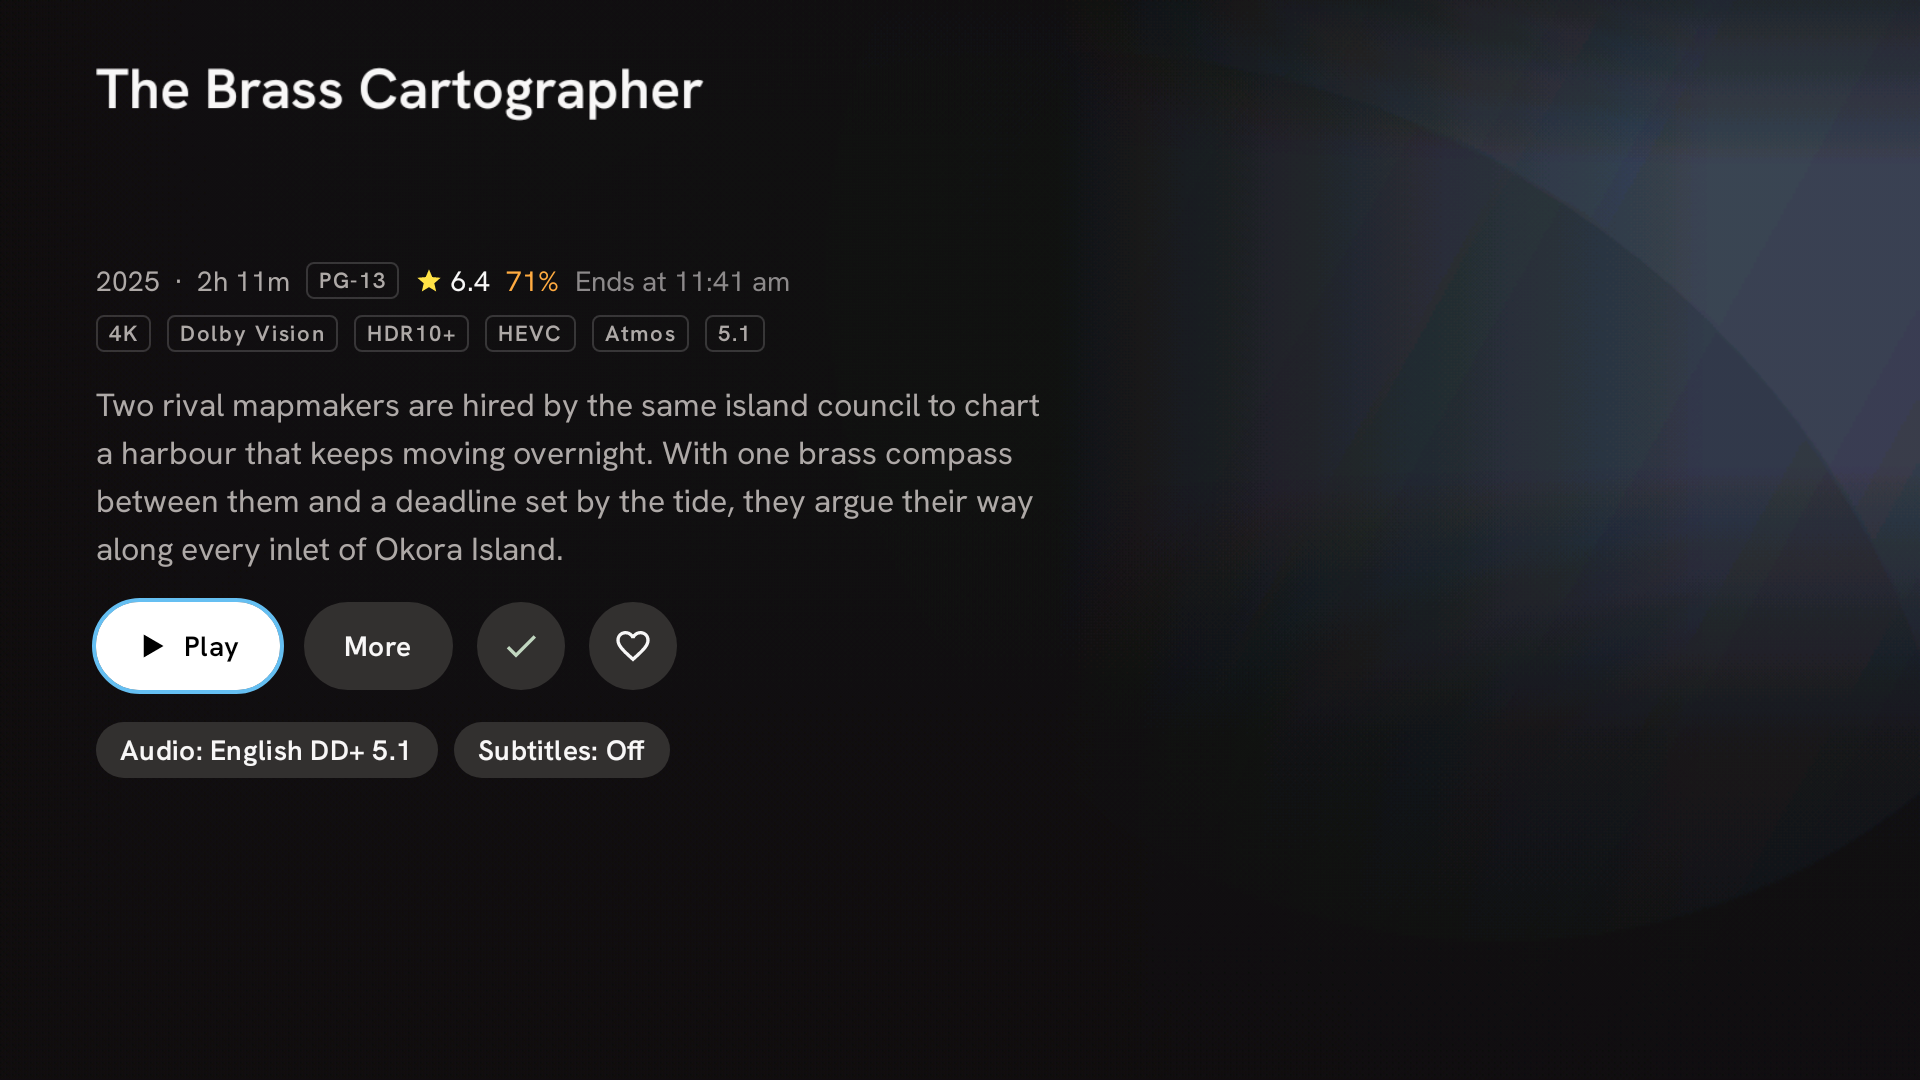 The Brass Cartographer
2025 · 2h 11m PG-13 6.4 71% Ends at 11:41 am
4K Dolby Vision HDR10+ HEVC Atmos 5.1
Two rival mapmakers are hired by the same island council to chart
a harbour that keeps moving overnight. With one brass compass
between them and a deadline set by the tide, they argue their way
along every inlet of Okora Island.
Play More
Audio: English DD+ 5.1 Subtitles: Off